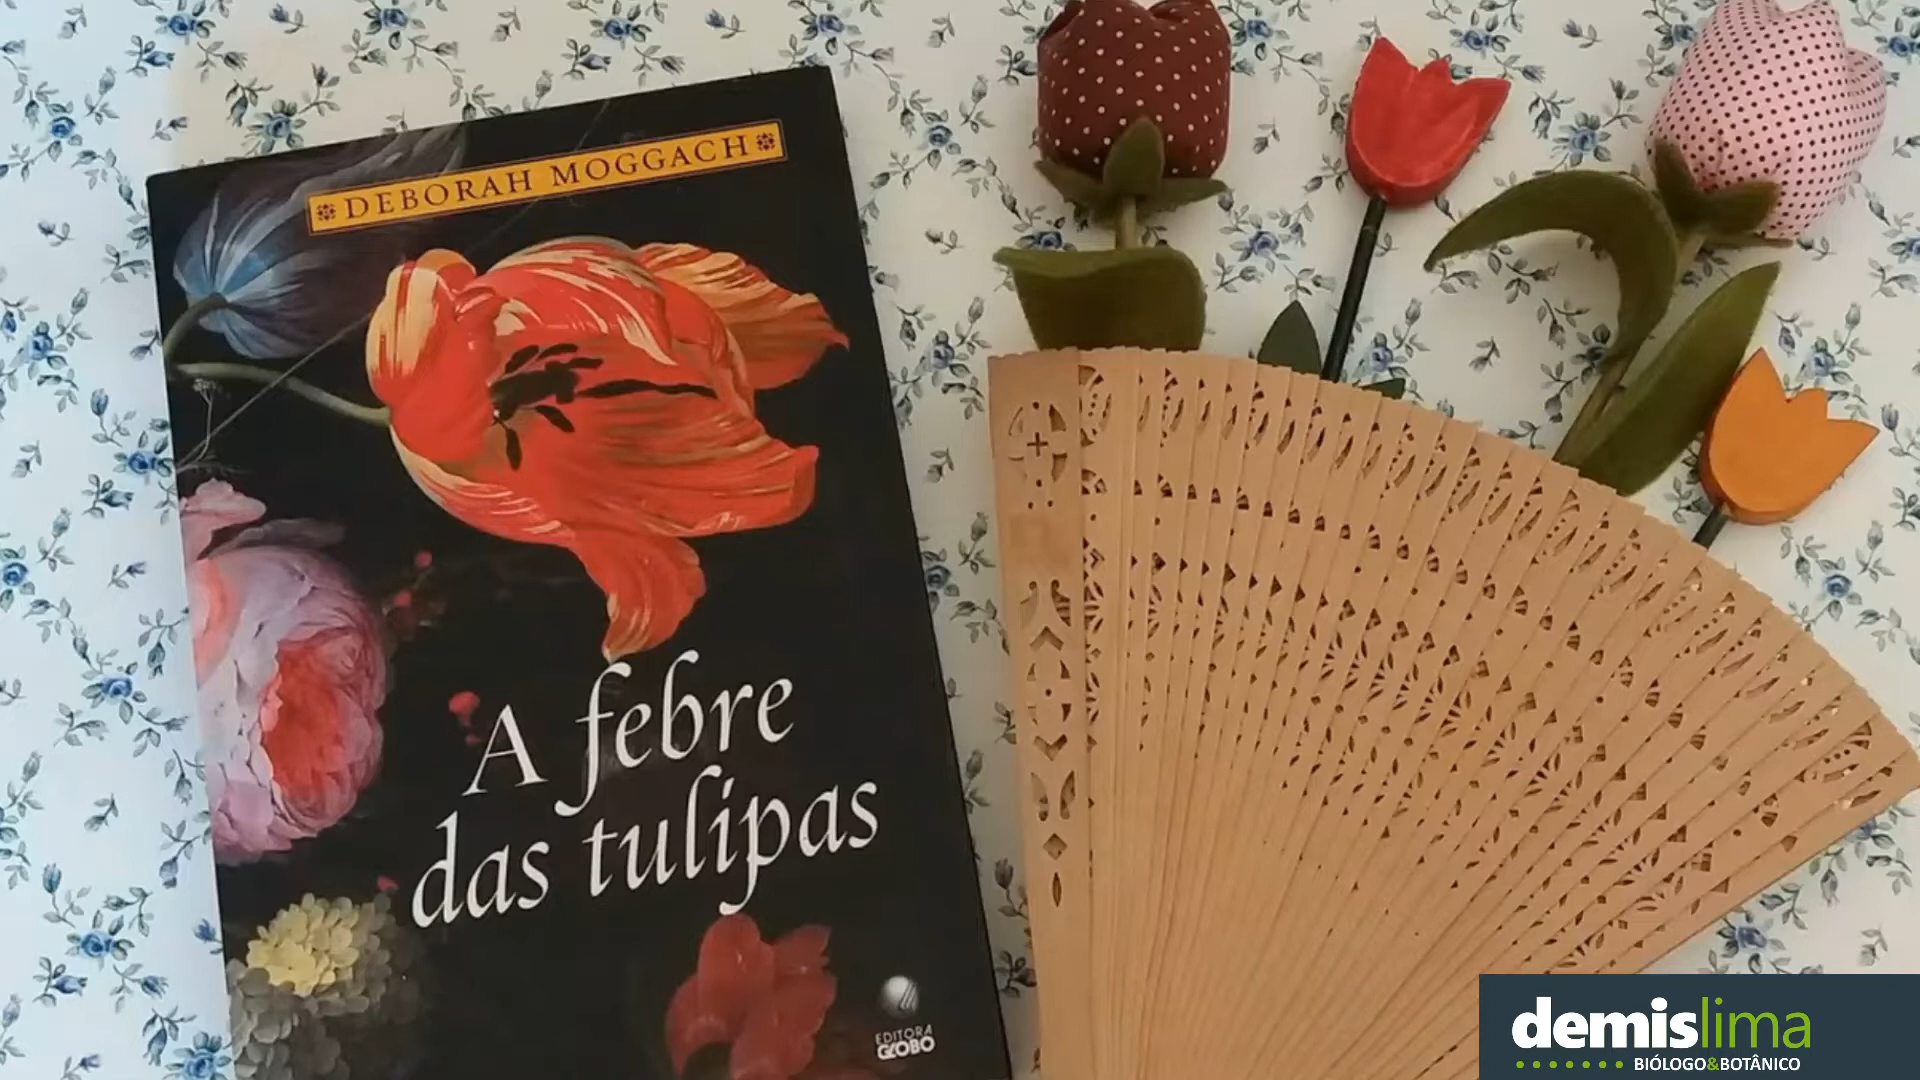 DEBORAH MOGGACH
A febre
das tulipas
EDITORA
GLOBO
demislima
BIÓLOGO&BOTÂNICO